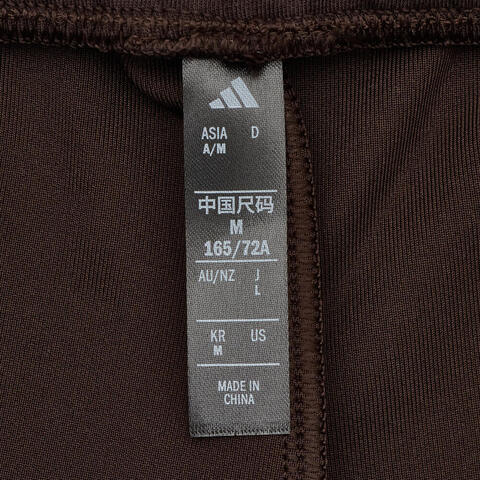 ASIA D
A/M
中国尺码
M
165/72A
AU/NZ J
L
KR US
M
MADE IN
CHINA